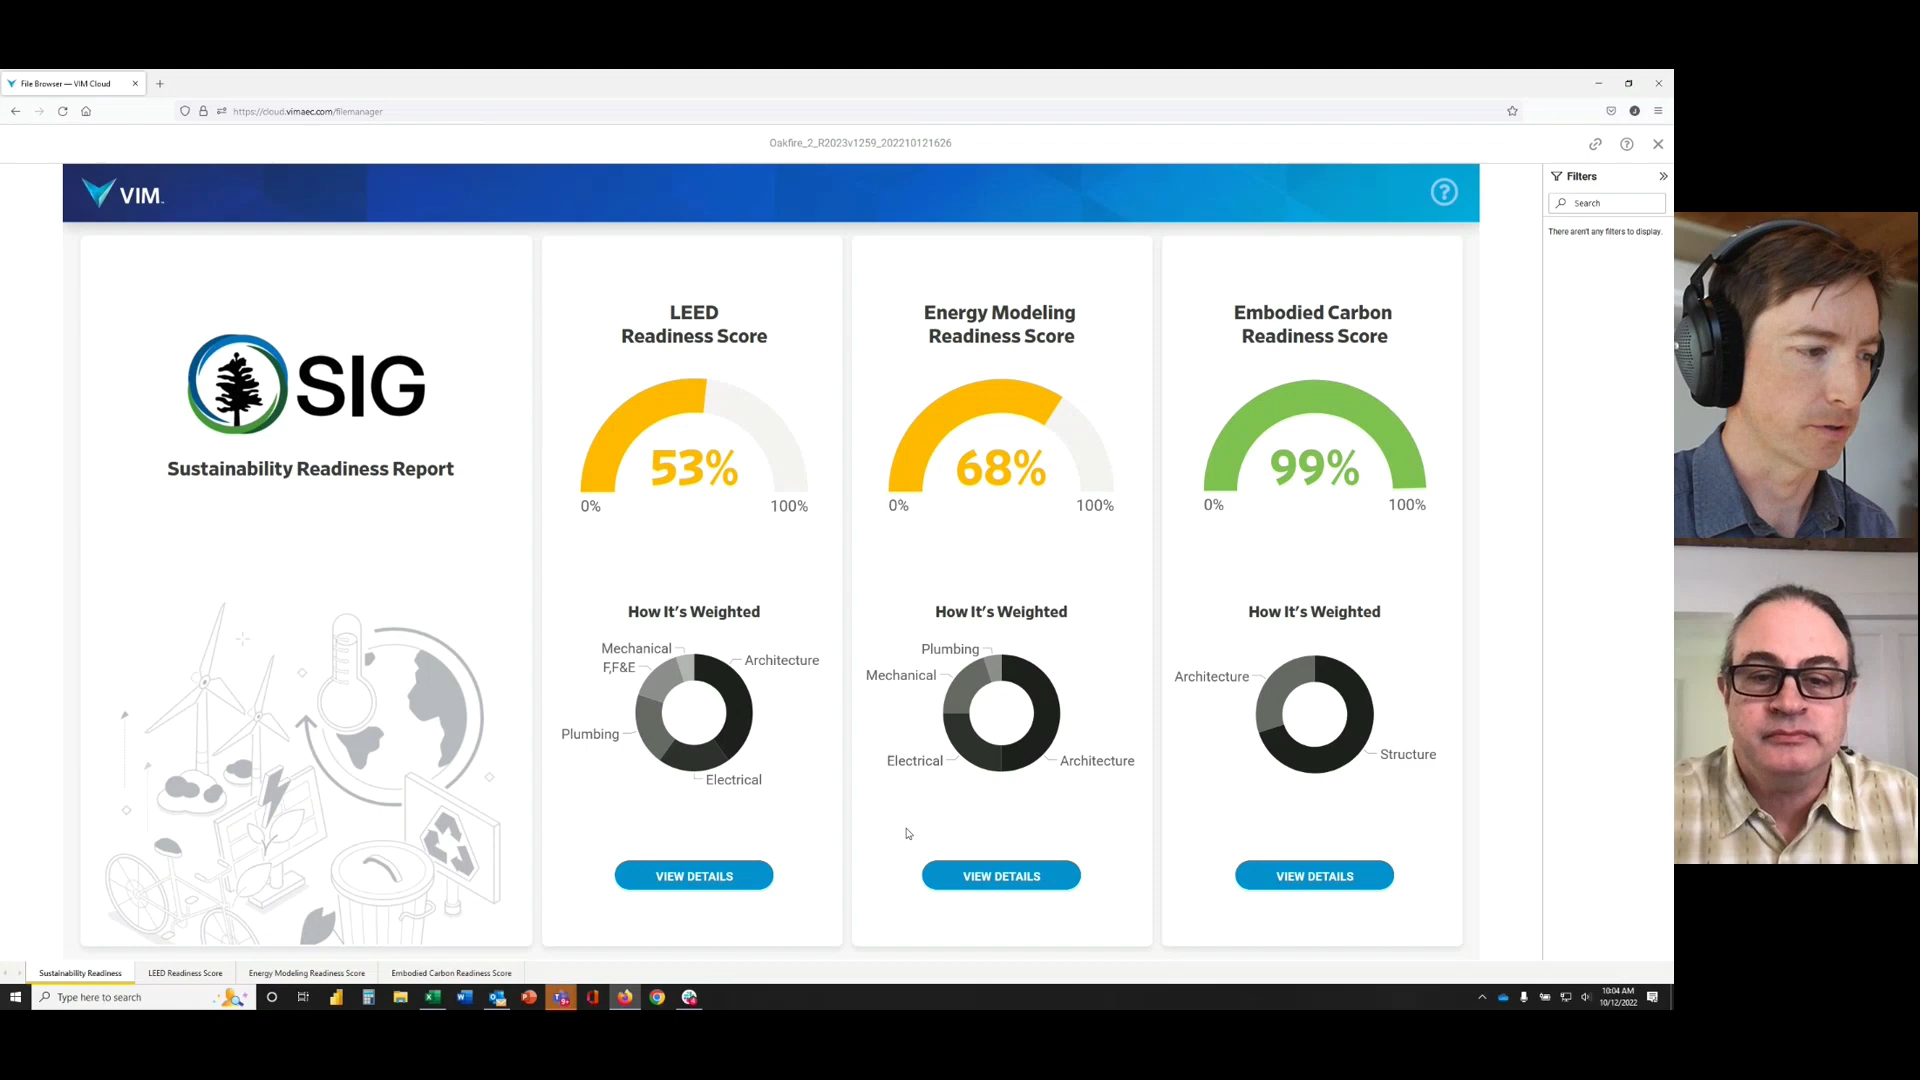 File Browser — VIM Cloud
https://cloud.vimaec.com/filemanager
Oakfire_2_R2023v1259_202210121626
VIM.
Filters
Search
There aren't any filters to display.
SIG
Sustainability Readiness Report
LEED
Readiness Score
53%
0%
100%
How It's Weighted
Mechanical
F,F&E
Architecture
Plumbing
Electrical
VIEW DETAILS
Energy Modeling
Readiness Score
68%
0%
100%
How It's Weighted
Plumbing
Mechanical
Electrical
Architecture
VIEW DETAILS
Embodied Carbon
Readiness Score
99%
0%
100%
How It's Weighted
Architecture
Structure
VIEW DETAILS
Sustainability Readiness
LEED Readiness Score
Energy Modeling Readiness Score
Embodied Carbon Readiness Score
Type here to search
10:04 AM
10/12/2022